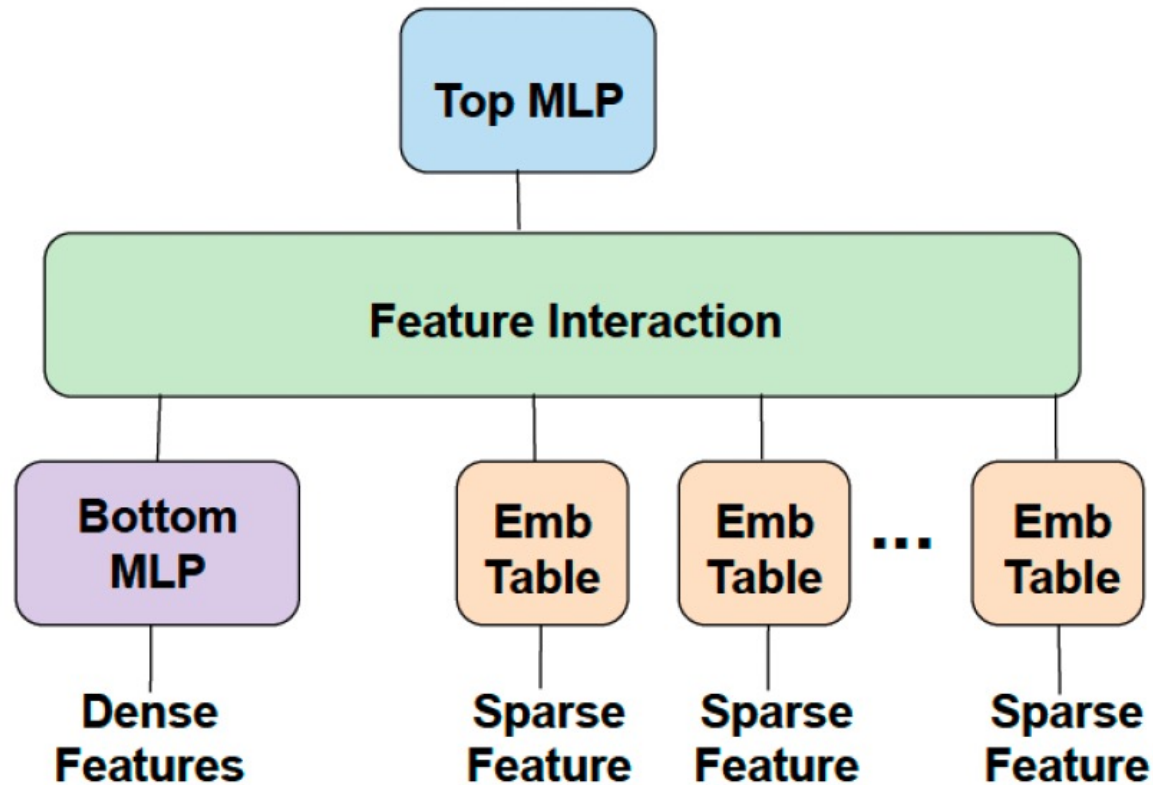 Top MLP
Feature Interaction
Bottom
MLP
Emb
Table
Emb
Table
...
Emb
Table
Dense
Features
Sparse
Feature
Sparse
Feature
Sparse
Feature